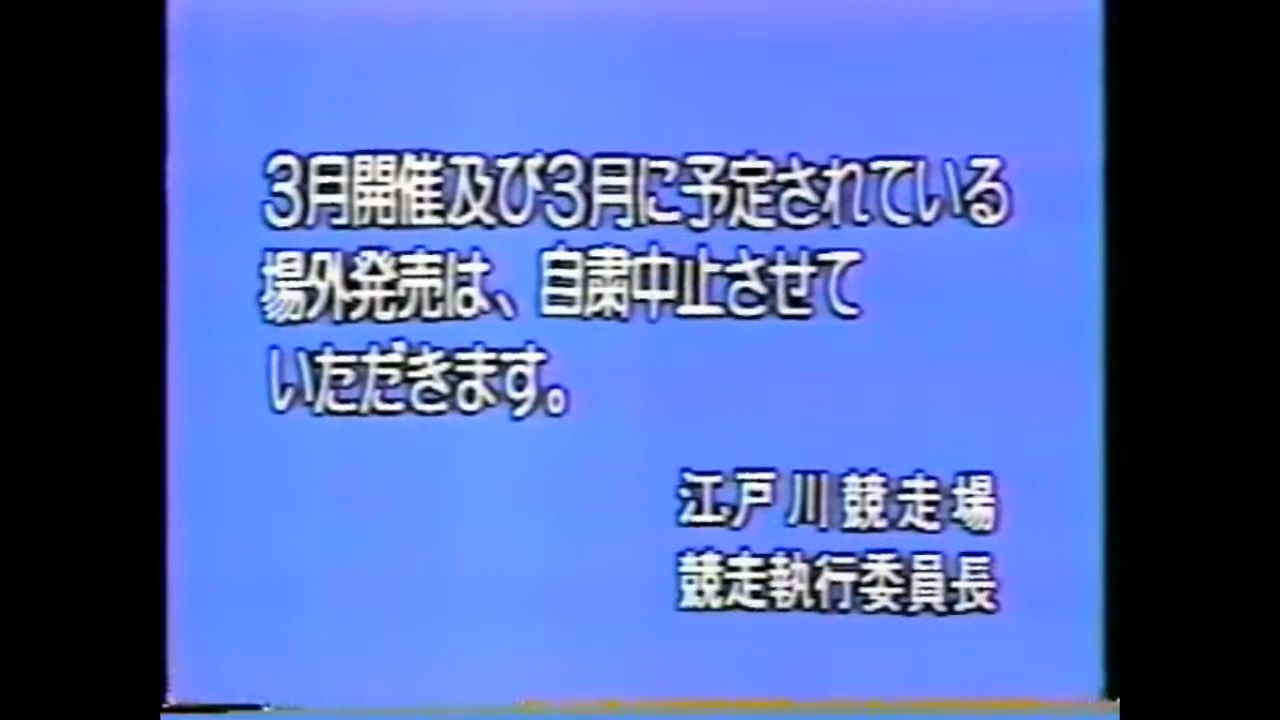 3月開催及び3月に予定されている
場外発売は、自粛中止させて
いただきます。
江戸川競走場
競走執行委員長